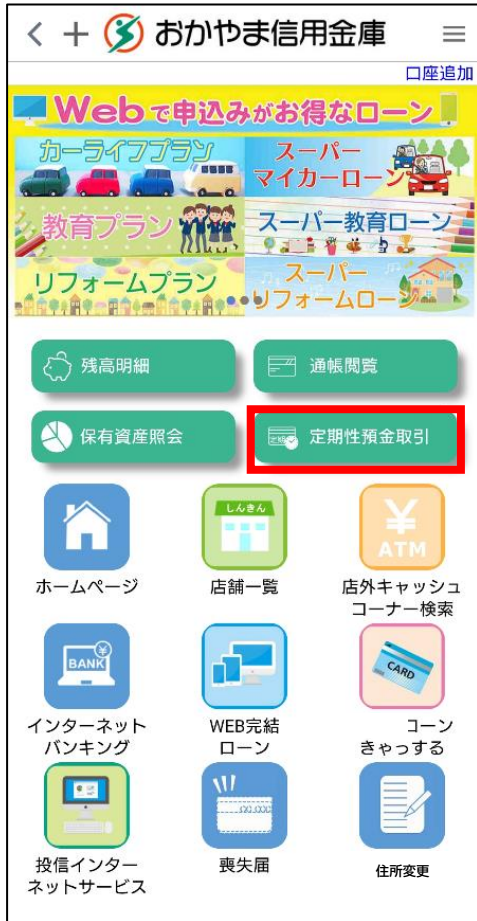 おかやま信用金庫
口座追加
Webで申込みがお得なローン
カーライフプラン
スーパー
マイカーローン
教育プラン
スーパー教育ローン
リフォームプラン
スーパー
リフォームローン
残高明細
通帳閲覧
保有資産照会
定期
定期性預金取引
しんきん
¥
ATM
ホームページ
店舗一覧
店外キャッシュ
コーナー検索
¥
BANK
CARD
インターネット
バンキング
WEB完結
ローン
コーン
きゃっする
投信インター
ネットサービス
喪失届
住所変更